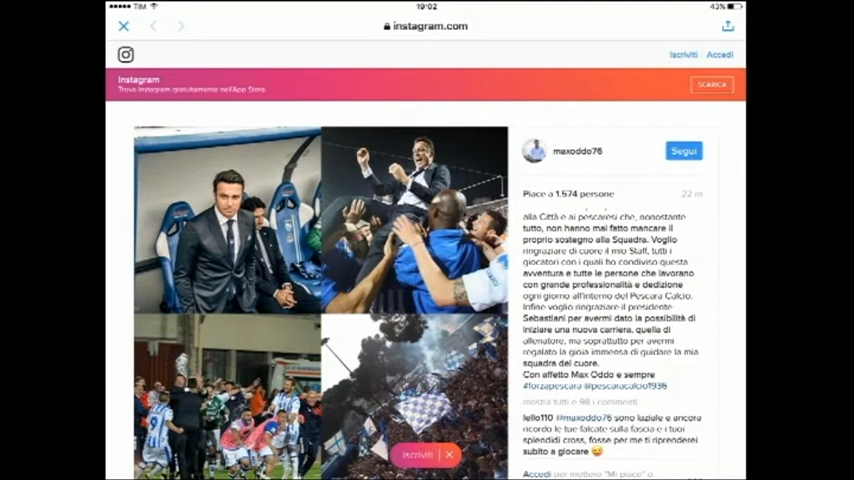 TIM
19:02
43%
instagram.com
Iscriviti
Accedi
Instagram
Trova Instagram gratuitamente nell'App Store.
SCARICA
maxoddo76
Segui
Piace a 1.574 persone
22 m
alla Città e ai pescaresi che, nonostante
tutto, non hanno mai fatto mancare il
proprio sostegno alla Squadra. Voglio
ringraziare di cuore il mio Staff, tutti i
giocatori con i quali ho condiviso questa
avventura e tutte le persone che lavorano
con grande professionalità e dedizione
ogni giorno all'interno del Pescara Calcio.
Infine voglio ringraziare il presidente
Sebastiani per avermi dato la possibilità di
iniziare una nuova carriera, quella di
allenatore, ma soprattutto per avermi
regalato la gioia immensa di guidare la mia
squadra del cuore.
Con affetto Max Oddo e sempre
#forzapescara @pescaracalcio1936
mostra tutti e 98 i commenti
lello110 @maxoddo76 sono laziale e ancora
ricordo le tue falcate sulla fascia e i tuoi
splendidi cross, fosse per me ti riprenderei
subito a giocare 😄
Accedi per mettere "Mi piace" o
Iscriviti
9